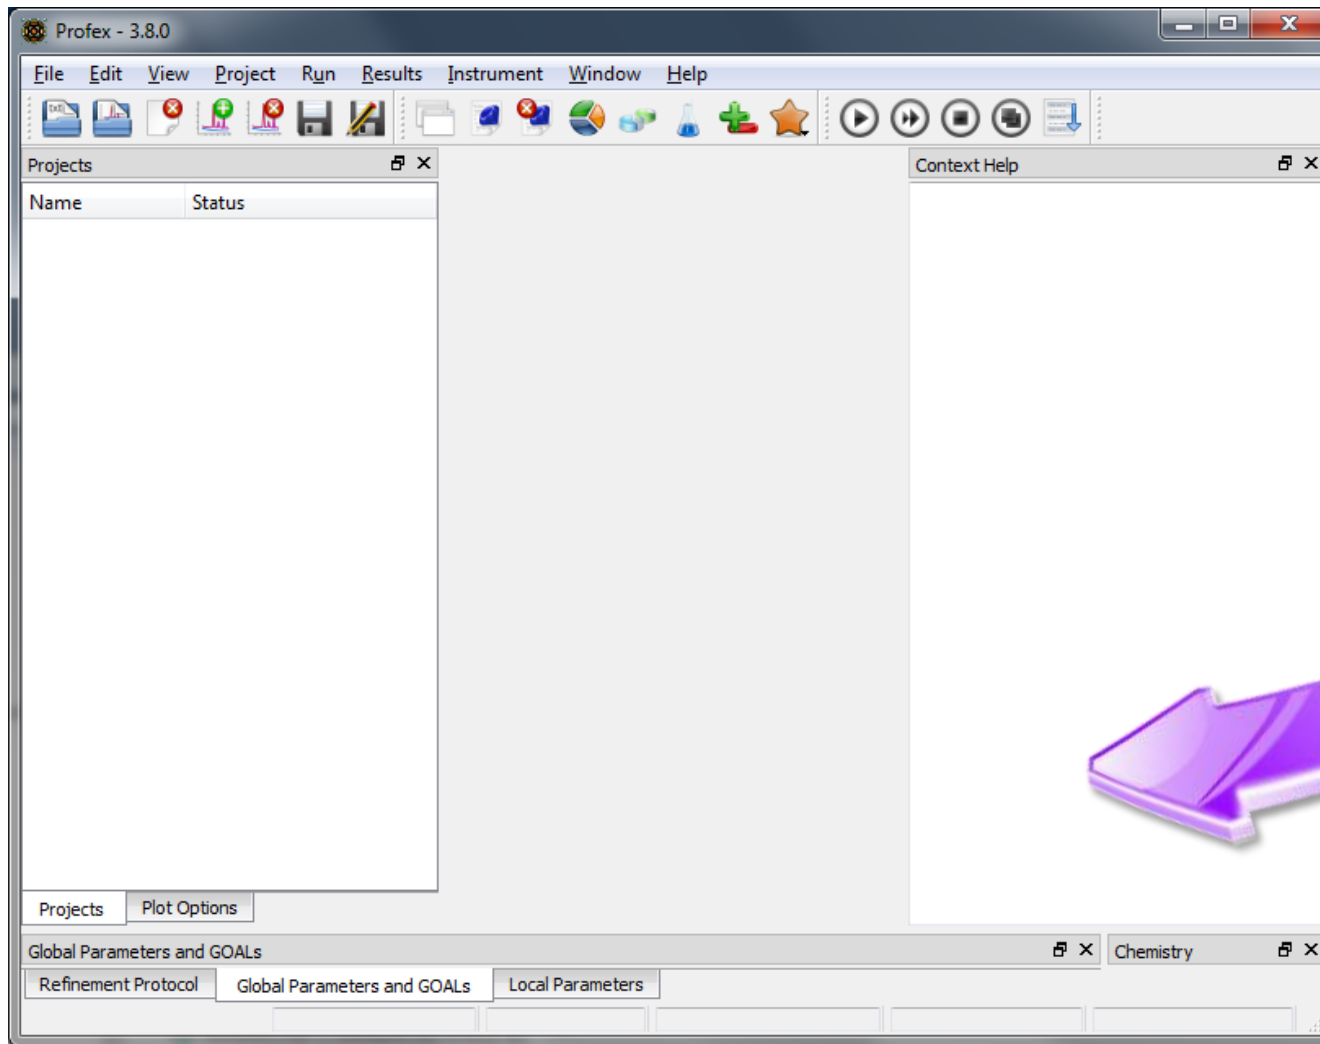 Profex - 3.8.0
File Edit View Project Run Results Instrument Window Help
Projects
Context Help
Name Status
Projects Plot Options
Global Parameters and GOALs
Chemistry
Refinement Protocol Global Parameters and GOALs Local Parameters